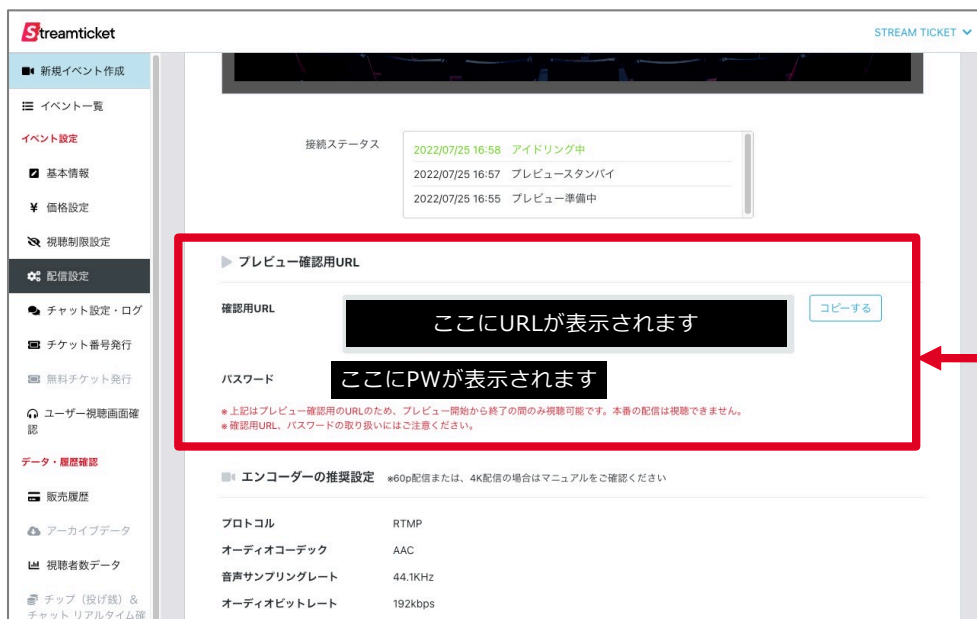 Streamticket
STREAM TICKET
新規イベント作成
イベント一覧
イベント設定
基本情報
価格設定
視聴制限設定
配信設定
チャット設定・ログ
チケット番号発行
無料チケット発行
ユーザー視聴画面確
認
データ・履歴確認
販売履歴
アーカイブデータ
視聴者数データ
チップ（投げ銭）&
チャット リアルタイム確
接続ステータス
2022/07/25 16:58 アイドリング中
2022/07/25 16:57 プレビュースタンバイ
2022/07/25 16:55 プレビュー準備中
プレビュー確認用URL
確認用URL
ここにURLが表示されます
コピーする
パスワード
ここにPWが表示されます
※上記はプレビュー確認用のURLのため、プレビュー開始から終了の間のみ視聴可能です。本番の配信は視聴できません。
※確認用URL、パスワードの取り扱いにはご注意ください。
エンコーダーの推奨設定 ※60p配信または、4K配信の場合はマニュアルをご確認ください
プロトコル RTMP
オーディオコーデック AAC
音声サンプリングレート 44.1KHz
オーディオビットレート 192kbps